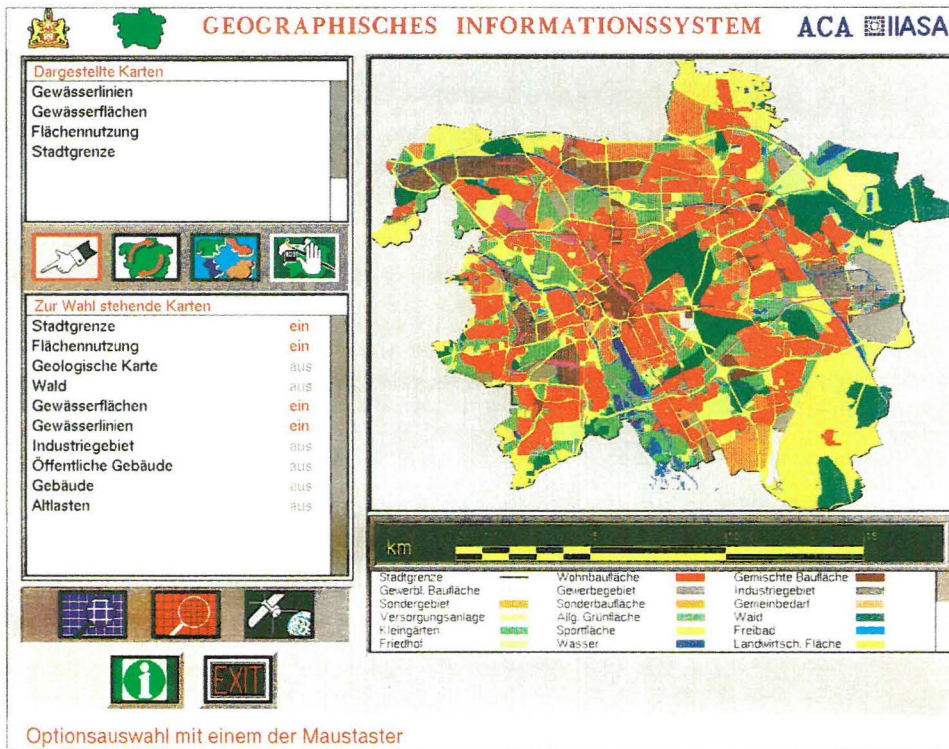 GEOGRAPHISCHES INFORMATIONSSYSTEM ACA IIASA
Dargestellte Karten
Gewässerlinien
Gewässerflächen
Flächennutzung
Stadtgrenze
Zur Wahl stehende Karten
Stadtgrenze ein
Flächennutzung ein
Geologische Karte aus
Wald aus
Gewässerflächen ein
Gewässerlinien ein
Industriegebiet aus
Öffentliche Gebäude aus
Gebäude aus
Altlasten aus
km 5 10 15
Stadtgrenze Wohnbaufläche Gemischte Baufläche
Gewerbl. Baufläche Gewerbegebiet Industriegebiet
Sondergebiet Sonderbaufläche Gemeinbedarf
Versorgungsanlage Allg. Grünfläche Wald
Kleingärten Sportfläche Freibad
Friedhof Wasser Landwirtsch. Fläche
i EXIT
Optionsauswahl mit einem der Maustaster